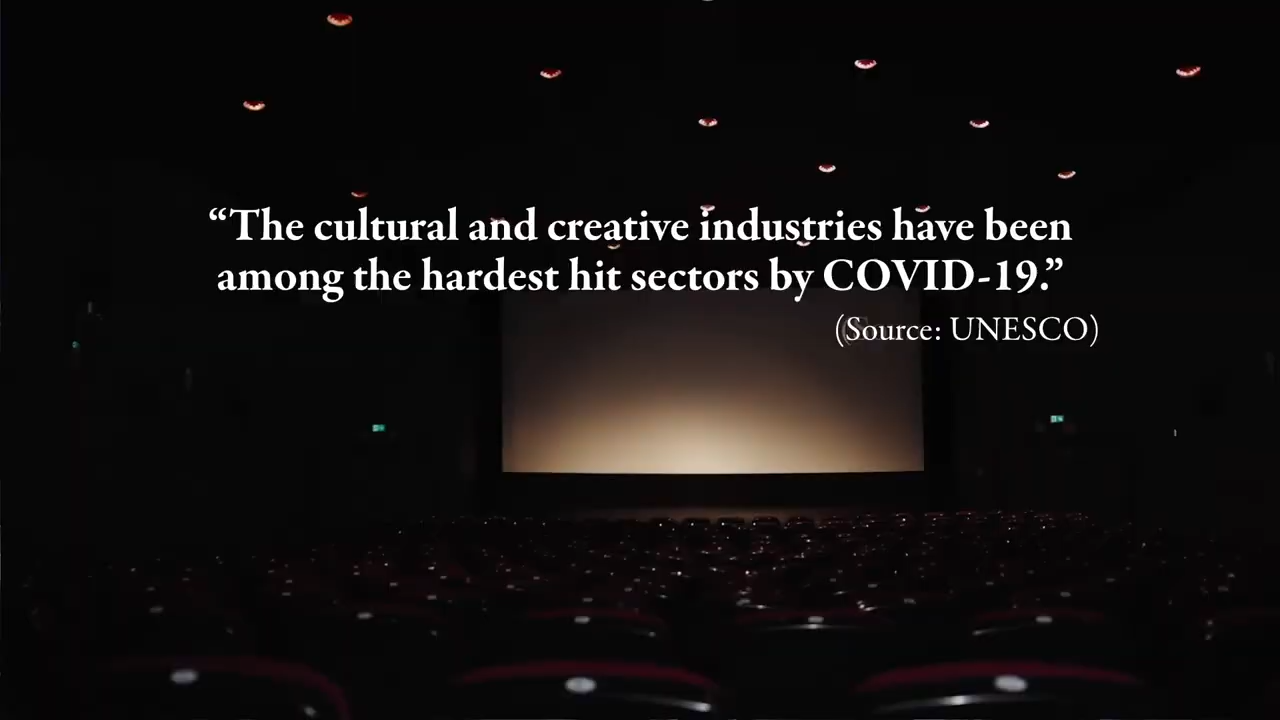 “The cultural and creative industries have been
among the hardest hit sectors by COVID-19.”
(Source: UNESCO)